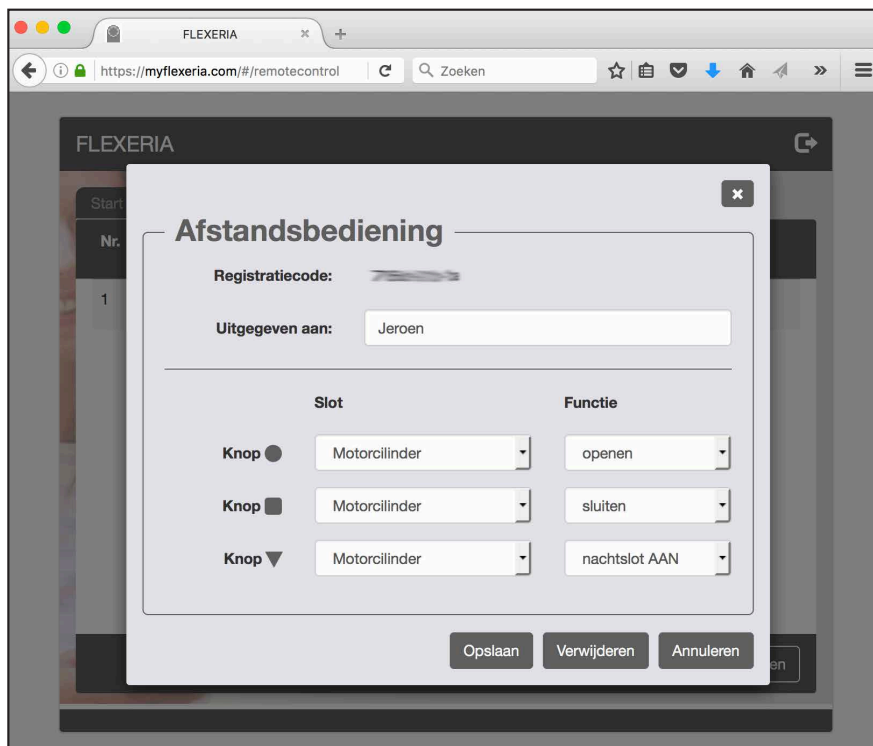 FLEXERIA
https://myflexeria.com/#/remotecontrol
Zoeken
FLEXERIA
Start
Nr.
1
Afstandsbediening
Registratiecode:
Uitgegeven aan: Jeroen
Slot Functie
Knop Motorcilinder openen
Knop Motorcilinder sluiten
Knop Motorcilinder nachtslot AAN
Opslaan Verwijderen Annuleren
en